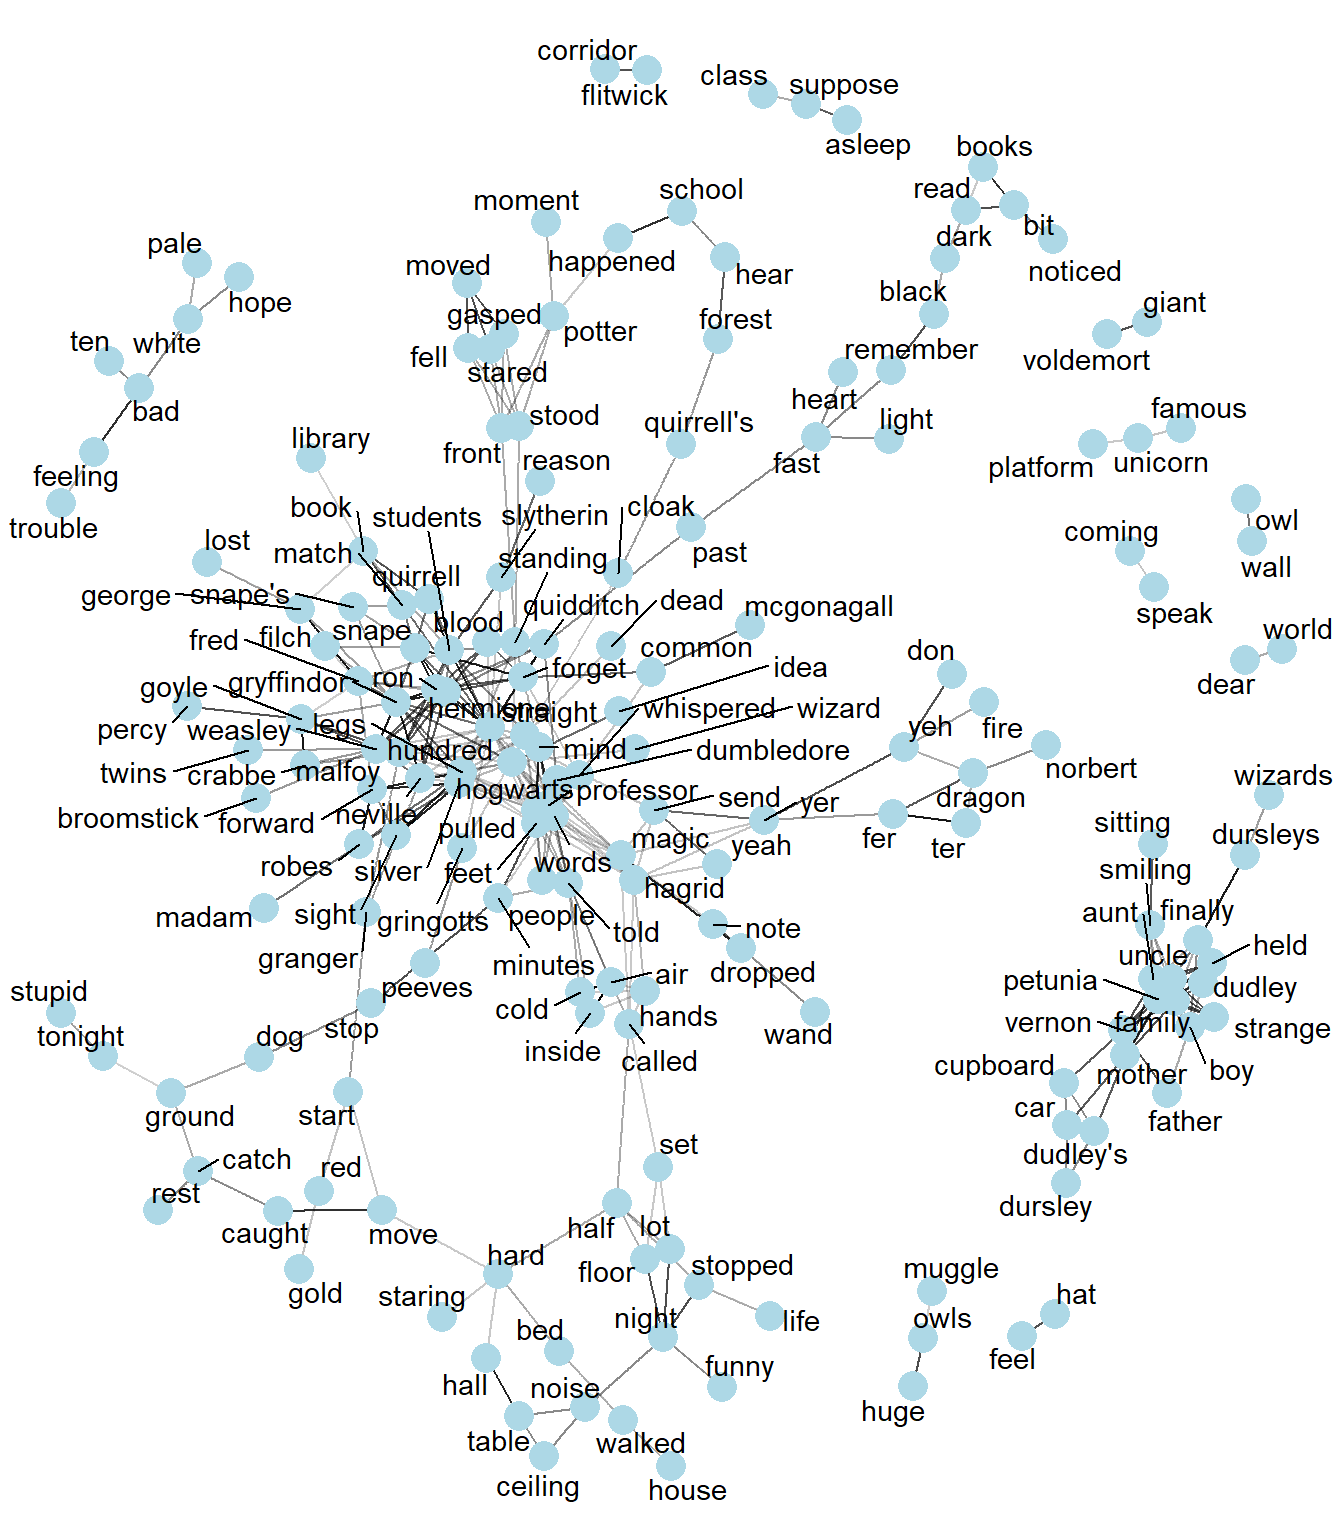 corridor
flitwick
class
suppose
asleep
books
read
bit
dark
noticed
school
moment
happened
hear
pale
hope
moved
gasped
potter
forest
black
giant
voldemort
ten
white
bad
fell
stared
remember
heart
light
famous
platform
unicorn
feeling
trouble
library
front
stood
reason
quirrell's
fast
owl
wall
coming
speak
book
students
slytherin
cloak
past
lost
match
quirrell
standing
george
snape's
quidditch
dead
mcgonagall
world
dear
fred
filch
snape
blood
common
don
goyle
gryffindor
ron
forget
idea
percy
weasley
legs
hermione
straight
whispered
wizard
yeh
fire
twins
crabbe
malfoy
hundred
mind
dumbledore
norbert
broomstick
forward
neville
hogwarts
professor
send
yer
dragon
wizards
pulled
magic
yeah
fer
ter
sitting
dursleys
robes
silver
feet
words
hagrid
smiling
madam
sight
gringotts
people
told
note
aunt
finally
granger
minutes
air
dropped
uncle
held
stupid
peeves
cold
hands
wand
petunia
dudley
tonight
dog
stop
inside
called
vernon
family
strange
ground
start
cupboard
mother
boy
car
father
catch
red
set
dudley's
rest
dursley
caught
move
half
lot
hard
floor
stopped
gold
staring
muggle
hat
bed
night
life
owls
feel
hall
noise
funny
huge
table
walked
ceiling
house